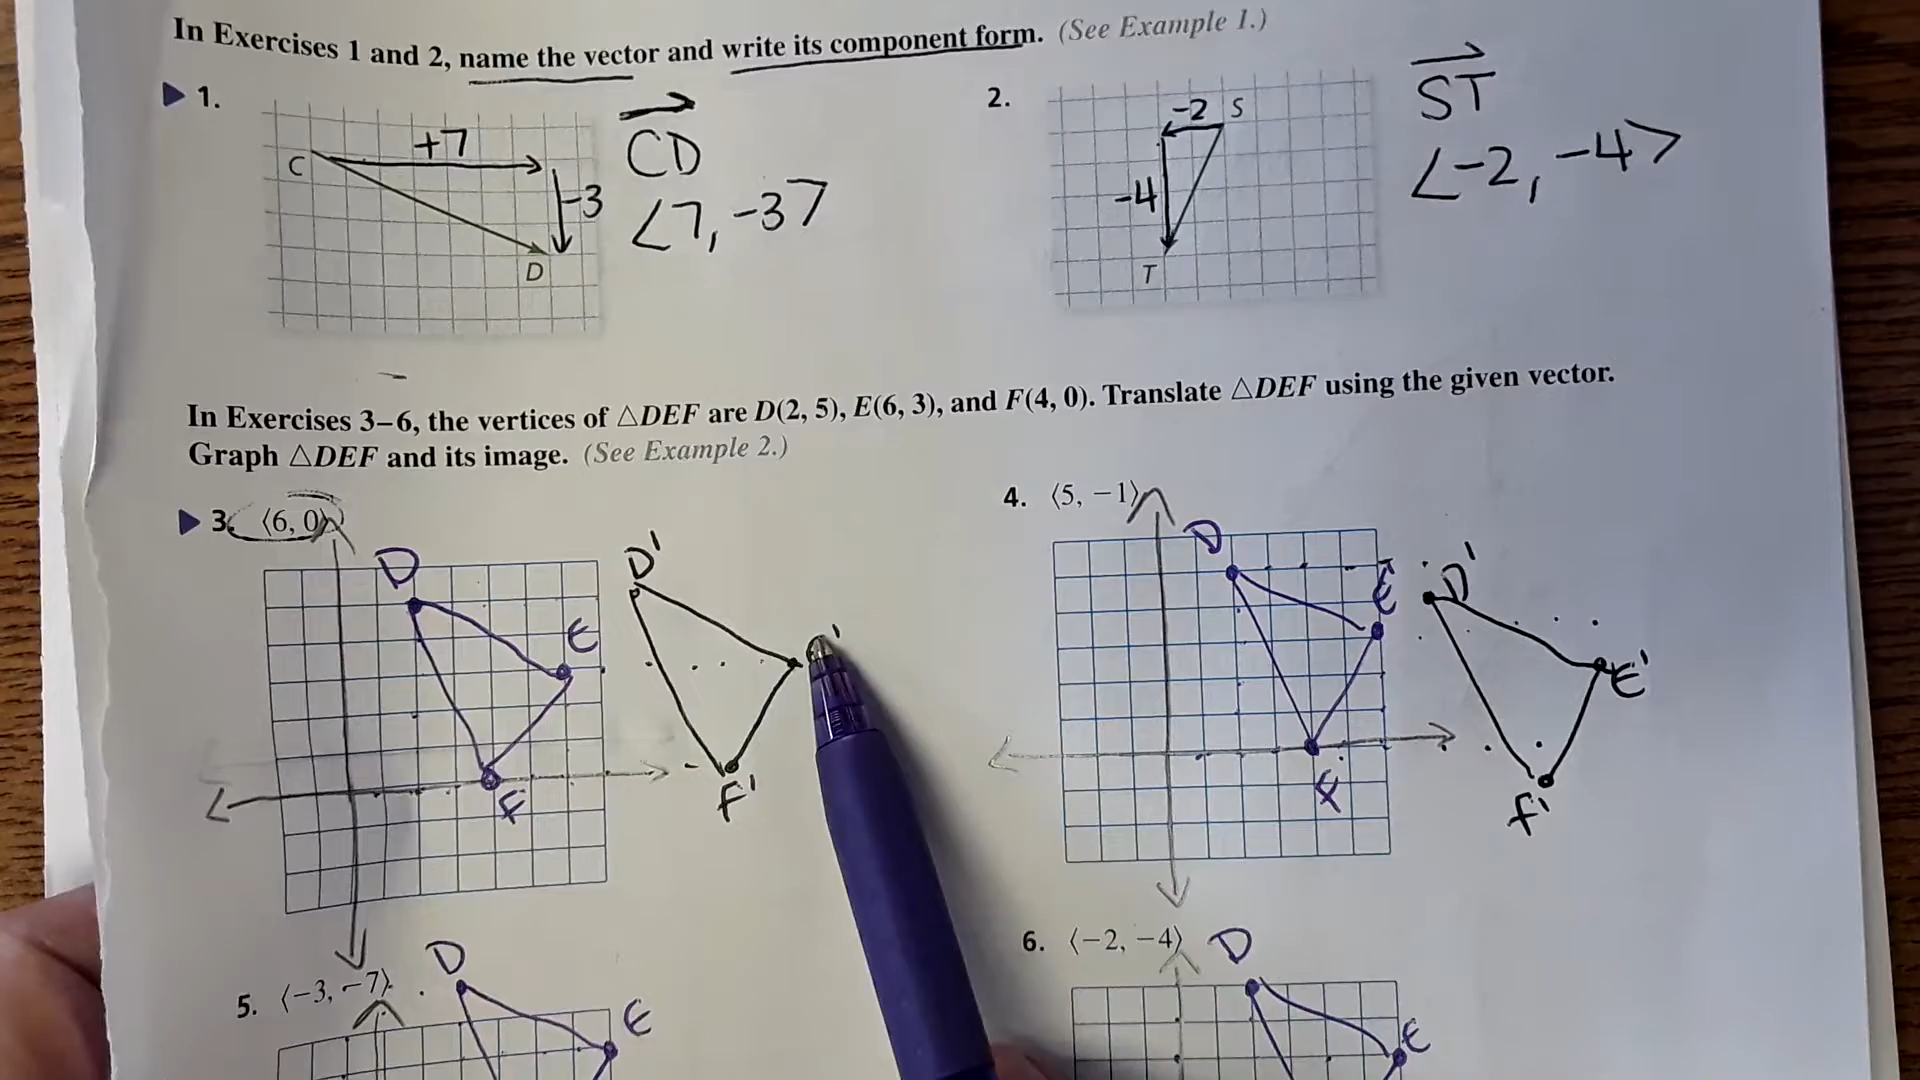 In Exercises 1 and 2, name the vector and write its component form. (See Example 1.)
1.
C
+7
-3
D
CD
<7, -3>
2.
-2
S
-4
T
ST
<-2, -4>
In Exercises 3–6, the vertices of △DEF are D(2, 5), E(6, 3), and F(4, 0). Translate △DEF using the given vector.
Graph △DEF and its image. (See Example 2.)
3. ⟨6, 0⟩
D
E
F
D'
F'
4. ⟨5, −1⟩
D
E
F
D'
E'
F'
5. ⟨−3, −7⟩
D
E
6. ⟨−2, −4⟩
D
E